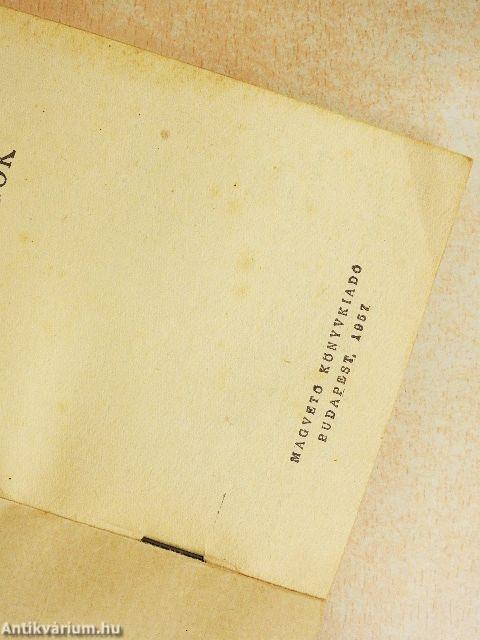 MAGVETŐ KÖNYVKIADÓ
BUDAPEST, 1957
Antikvárium.hu